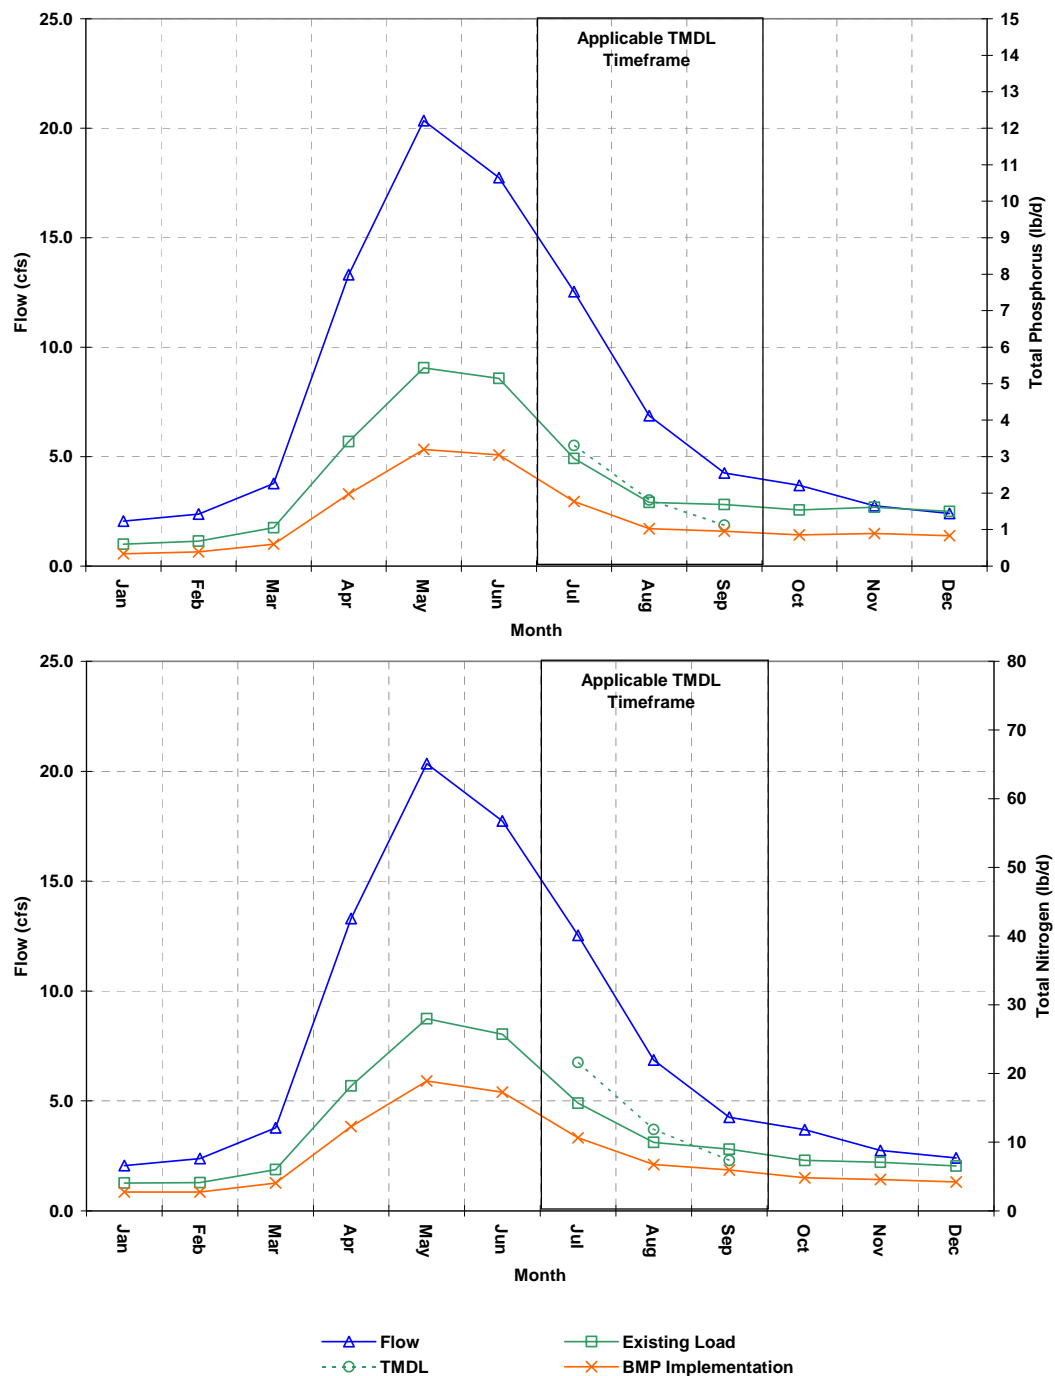 25.0
20.0
15.0
10.0
5.0
0.0
Flow (cfs)
Applicable TMDL
Timeframe
15
14
13
12
11
10
9
8
7
6
5
4
3
2
1
0
Total Phosphorus (lb/d)
Jan Feb Mar Apr May Jun Jul Aug Sep Oct Nov Dec
Month
25.0
20.0
15.0
10.0
5.0
0.0
Flow (cfs)
Applicable TMDL
Timeframe
80
70
60
50
40
30
20
10
0
Total Nitrogen (lb/d)
Jan Feb Mar Apr May Jun Jul Aug Sep Oct Nov Dec
Month
Flow Existing Load
TMDL BMP Implementation